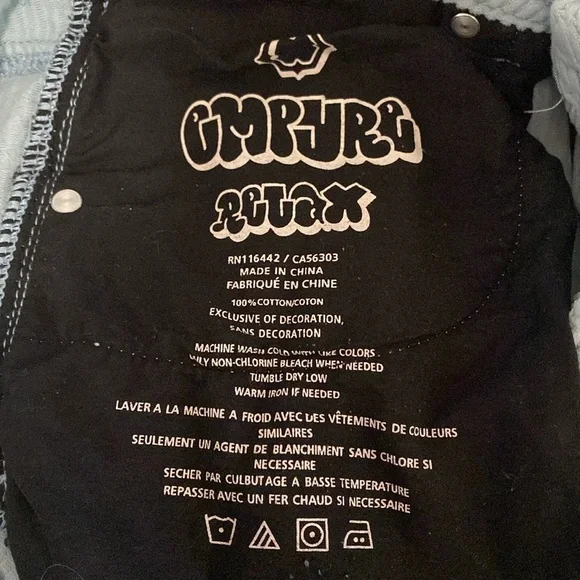 EMPYRE
RELAX
RN116442 / CA56303
MADE IN CHINA
FABRIQUÉ EN CHINE
100% COTTON/COTON
EXCLUSIVE OF DECORATION,
SANS DECORATION
MACHINE WASH COLD WITH LIKE COLORS.
ONLY NON-CHLORINE BLEACH WHEN NEEDED
TUMBLE DRY LOW
WARM IRON IF NEEDED
LAVER A LA MACHINE A FROID AVEC DES VÊTEMENTS DE COULEURS
SIMILAIRES
SEULEMENT UN AGENT DE BLANCHIMENT SANS CHLORE SI
NECESSAIRE
SECHER PAR CULBUTAGE A BASSE TEMPERATURE
REPASSER AVEC UN FER CHAUD SI NECESSAIRE